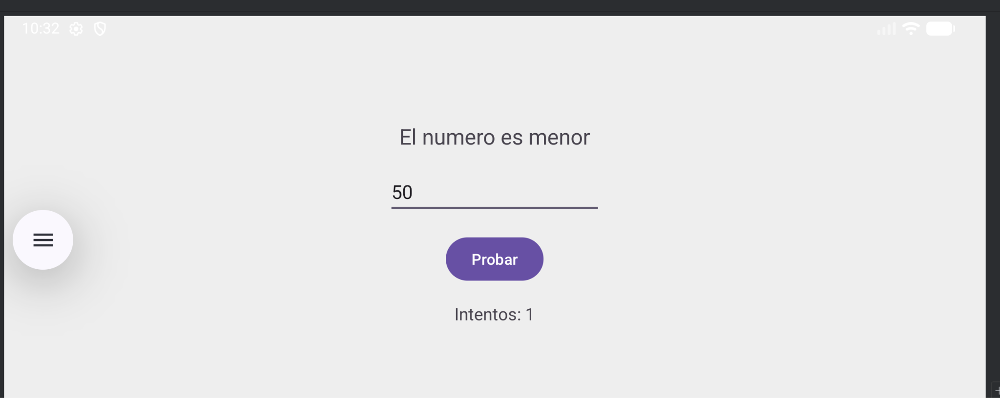 10:32
El numero es menor
50
Probar
Intentos: 1